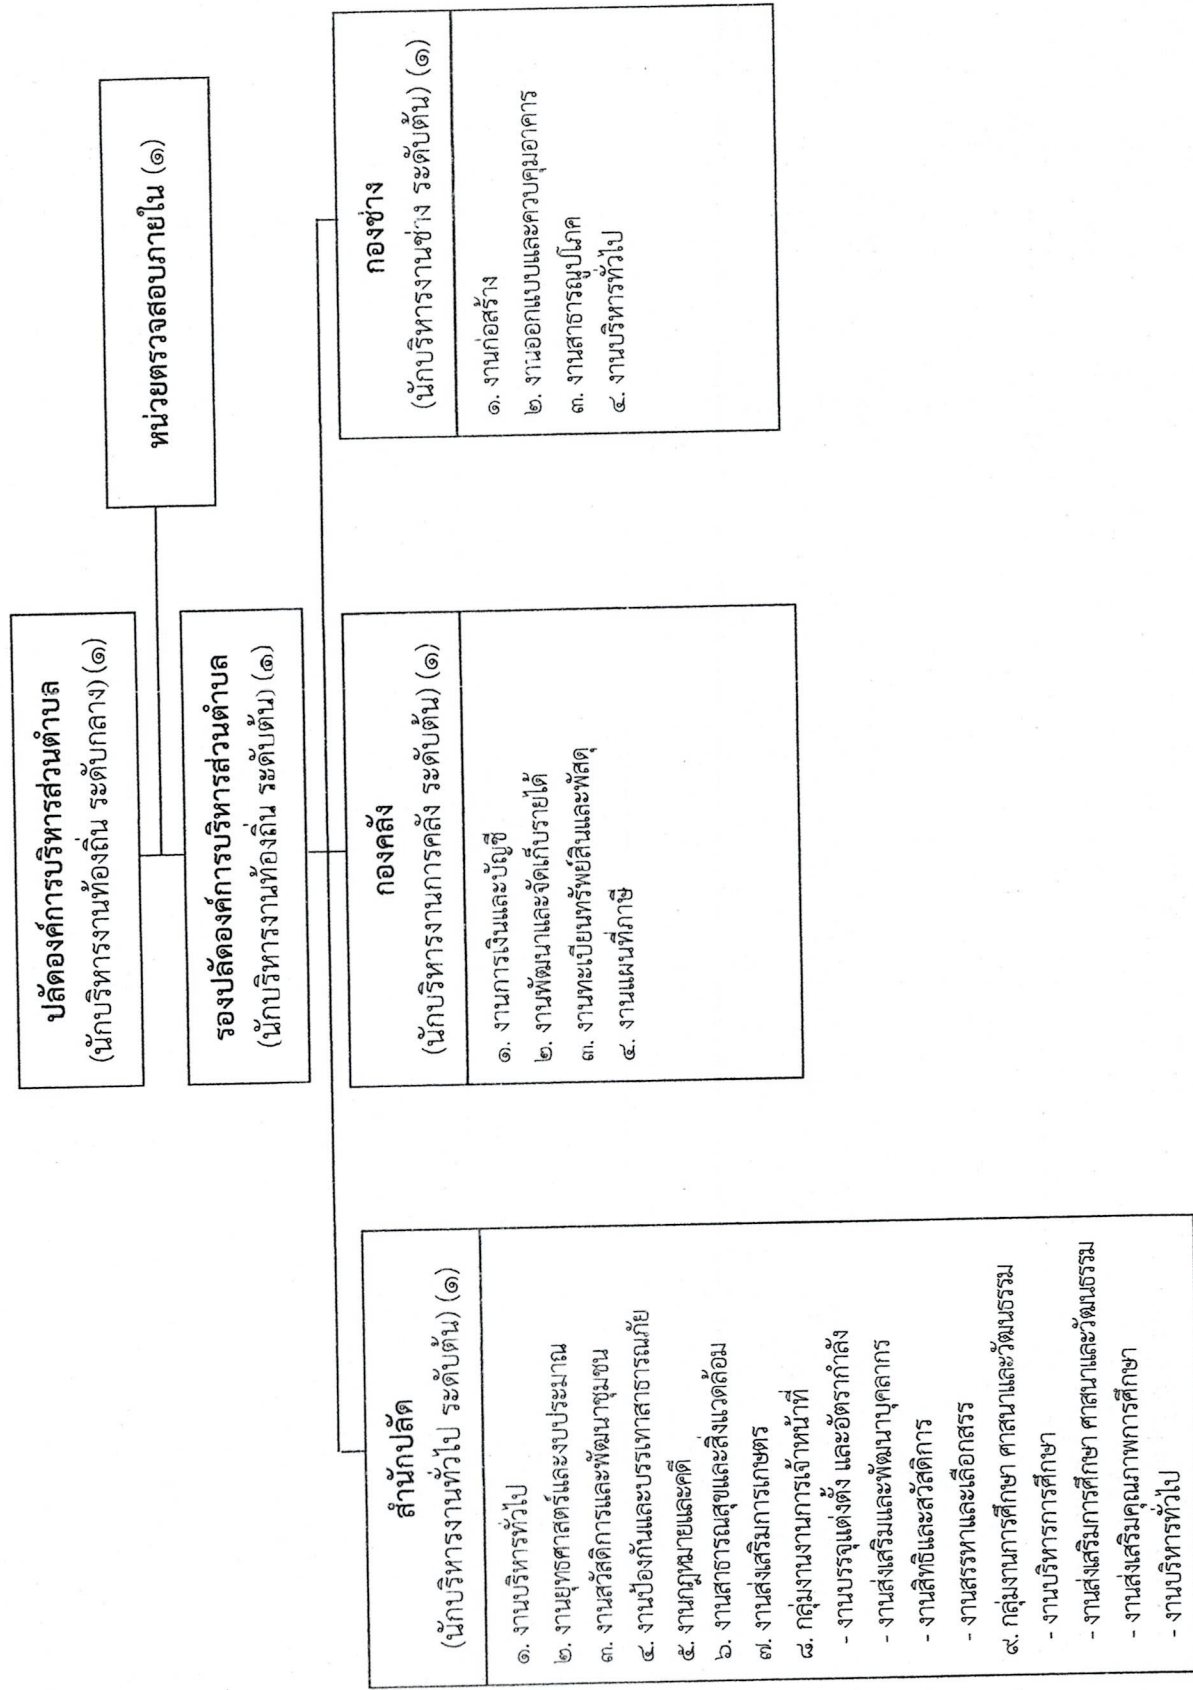 ปลัดองค์การบริหารส่วนตำบล
(นักบริหารงานท้องถิ่น ระดับกลาง) (๑)
หน่วยตรวจสอบภายใน (๑)
รองปลัดองค์การบริหารส่วนตำบล
(นักบริหารงานท้องถิ่น ระดับต้น) (๑)
สำนักปลัด
(นักบริหารงานทั่วไป ระดับต้น) (๑)
๑. งานบริหารทั่วไป
๒. งานยุทธศาสตร์และงบประมาณ
๓. งานสวัสดิการและพัฒนาชุมชน
๔. งานป้องกันและบรรเทาสาธารณภัย
๕. งานกฎหมายและคดี
๖. งานสาธารณสุขและสิ่งแวดล้อม
๗. งานส่งเสริมการเกษตร
๘. กลุ่มงานงานการเจ้าหน้าที่
- งานบรรจุแต่งตั้ง และอัตรากำลัง
- งานส่งเสริมและพัฒนาบุคลากร
- งานสิทธิและสวัสดิการ
- งานสรรหาและเลือกสรร
๙. กลุ่มงานการศึกษา ศาสนาและวัฒนธรรม
- งานบริหารการศึกษา
- งานส่งเสริมการศึกษา ศาสนาและวัฒนธรรม
- งานส่งเสริมคุณภาพการศึกษา
- งานบริหารทั่วไป
กองคลัง
(นักบริหารงานการคลัง ระดับต้น) (๑)
๑. งานการเงินและบัญชี
๒. งานพัฒนาและจัดเก็บรายได้
๓. งานทะเบียนทรัพย์สินและพัสดุ
๔. งานแผนที่ภาษี
กองช่าง
(นักบริหารงานช่าง ระดับต้น) (๑)
๑. งานก่อสร้าง
๒. งานออกแบบและควบคุมอาคาร
๓. งานสาธารณูปโภค
๔. งานบริหารทั่วไป